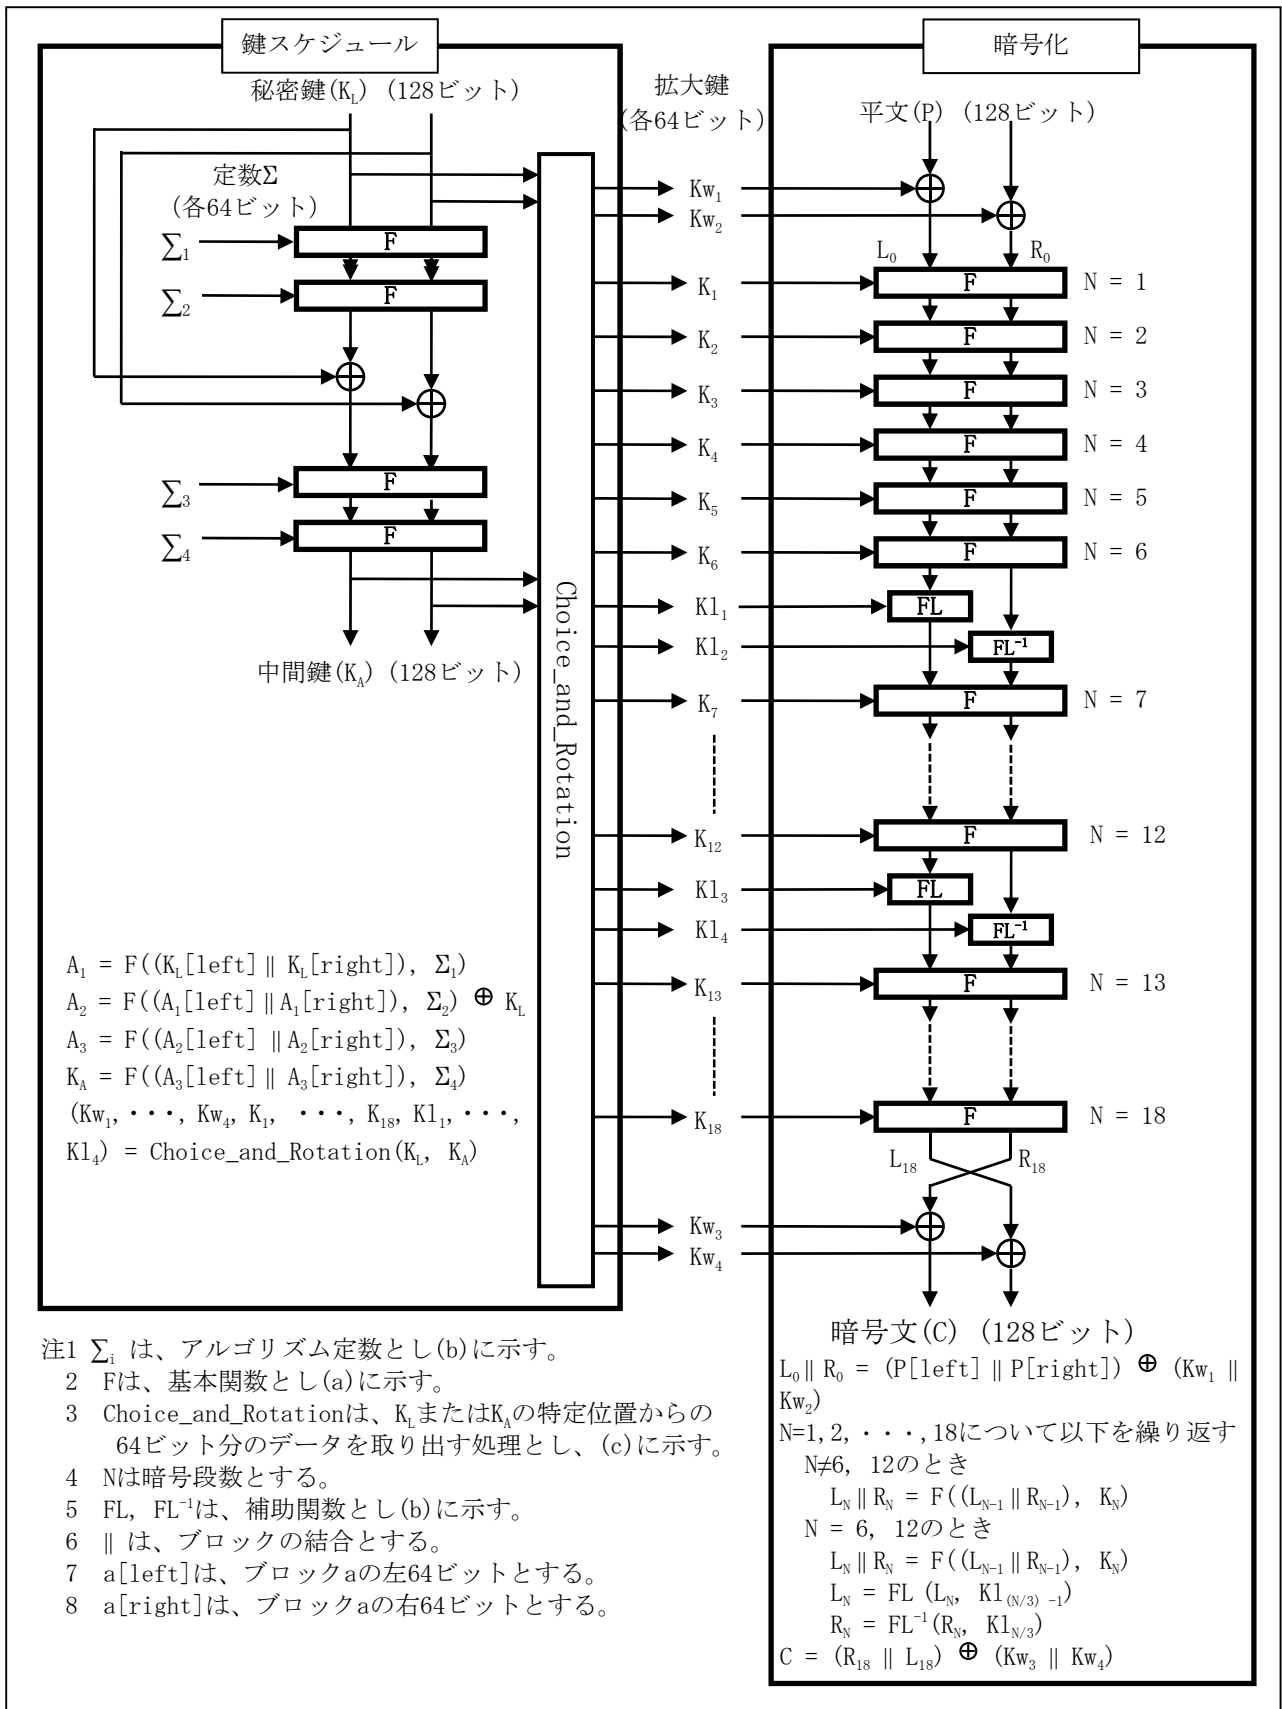 鍵スケジュール
秘密鍵(K_L) (128ビット)
定数Σ
(各64ビット)
∑₁
F
∑₂
F
∑₃
F
∑₄
F
中間鍵(K_A) (128ビット)
Choice_and_Rotation
A₁ = F((K_L[left] ‖ K_L[right]), Σ₁)
A₂ = F((A₁[left] ‖A₁[right]), Σ₂) ⊕ K_L
A₃ = F((A₂[left] ‖A₂[right]), Σ₃)
K_A = F((A₃[left] ‖ A₃[right]), Σ₄)
(Kw₁, ・・・, Kw₄, K₁, ・・・, K₁₈, Kl₁, ・・・,
Kl₄) = Choice_and_Rotation(K_L, K_A)
拡大鍵
(各64ビット)
Kw₁
Kw₂
K₁
K₂
K₃
K₄
K₅
K₆
Kl₁
Kl₂
K₇
K₁₂
Kl₃
Kl₄
K₁₃
K₁₈
Kw₃
Kw₄
暗号化
平文(P) (128ビット)
L₀ R₀
F N = 1
F N = 2
F N = 3
F N = 4
F N = 5
F N = 6
FL
FL⁻¹
F N = 7
F N = 12
FL
FL⁻¹
F N = 13
F N = 18
L₁₈ R₁₈
暗号文(C) (128ビット)
L₀‖ R₀ = (P[left] ‖ P[right]) ⊕ (Kw₁ ‖
Kw₂)
N=1,2,・・・,18について以下を繰り返す
N≠6, 12のとき
L_N ‖ R_N = F((L_{N-1} ‖ R_{N-1}), K_N)
N = 6, 12のとき
L_N ‖ R_N = F((L_{N-1} ‖ R_{N-1}), K_N)
L_N = FL (L_N, Kl_{(N/3) -1})
R_N = FL⁻¹(R_N, Kl_{N/3})
C = (R₁₈ ‖ L₁₈) ⊕ (Kw₃ ‖ Kw₄)
注1 ∑_i は、アルゴリズム定数とし(b)に示す。
2 Fは、基本関数とし(a)に示す。
3 Choice_and_Rotationは、K_LまたはK_Aの特定位置からの
64ビット分のデータを取り出す処理とし、(c)に示す。
4 Nは暗号段数とする。
5 FL, FL⁻¹は、補助関数とし(b)に示す。
6 ‖ は、ブロックの結合とする。
7 a[left]は、ブロックaの左64ビットとする。
8 a[right]は、ブロックaの右64ビットとする。